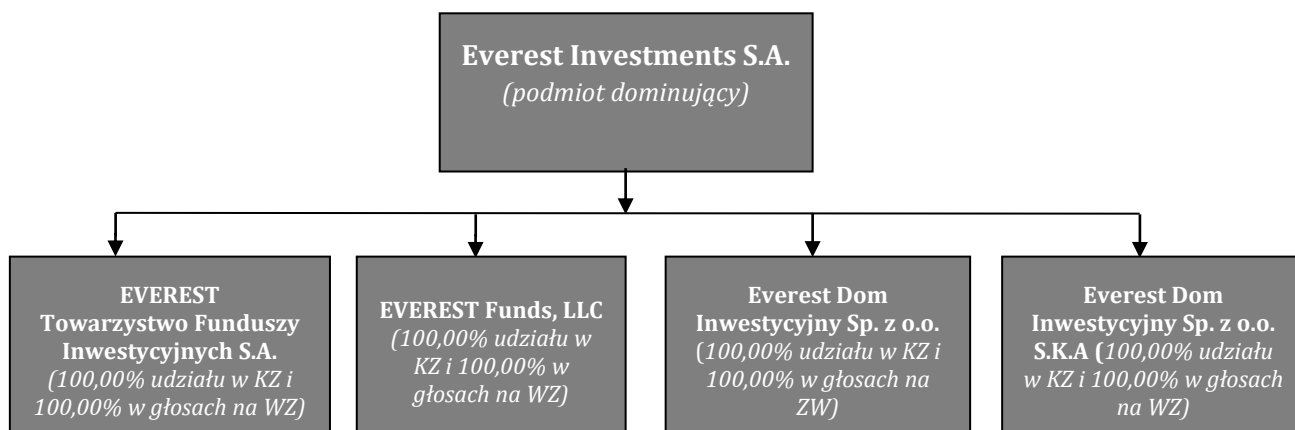 Everest Investments S.A.
(podmiot dominujący)
EVEREST
Towarzystwo Funduszy
Inwestycyjnych S.A.
(100,00% udziału w KZ i
100,00% w głosach na WZ)
EVEREST Funds, LLC
(100,00% udziału w
KZ i 100,00% w
głosach na WZ)
Everest Dom
Inwestycyjny Sp. z o.o.
(100,00% udziału w KZ i
100,00% w głosach na
ZW)
Everest Dom
Inwestycyjny Sp. z o.o.
S.K.A (100,00% udziału
w KZ i 100,00% w głosach
na WZ)